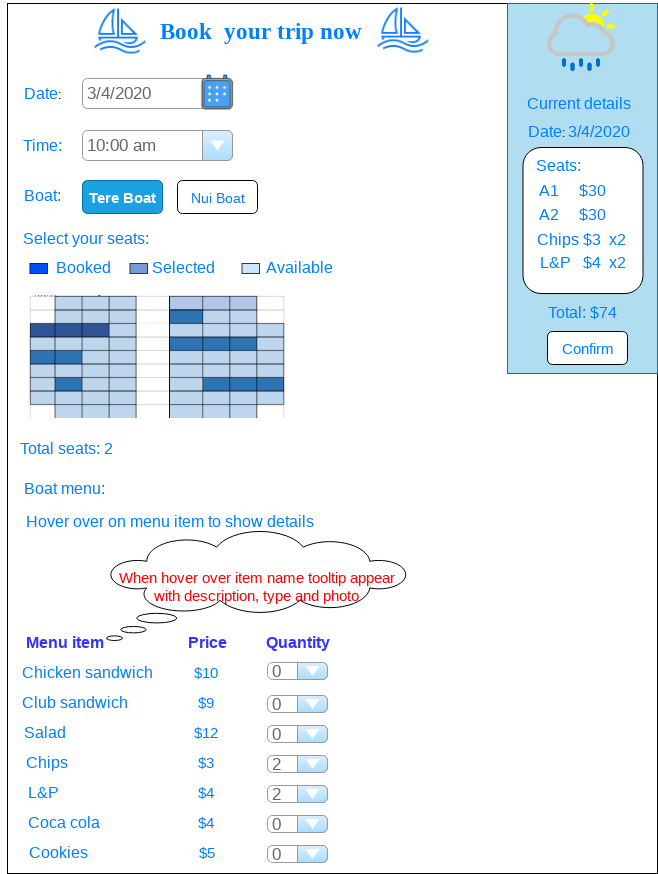 Book your trip now
Date: 3/4/2020
Time: 10:00 am
Boat: Tere Boat Nui Boat
Select your seats:
Booked Selected Available
Total seats: 2
Boat menu:
Hover over on menu item to show details
When hover over item name tooltip appear
with description, type and photo
Menu item Price Quantity
Chicken sandwich $10 0
Club sandwich $9 0
Salad $12 0
Chips $3 2
L&P $4 2
Coca cola $4 0
Cookies $5 0
Current details
Date: 3/4/2020
Seats:
A1 $30
A2 $30
Chips $3 x2
L&P $4 x2
Total: $74
Confirm